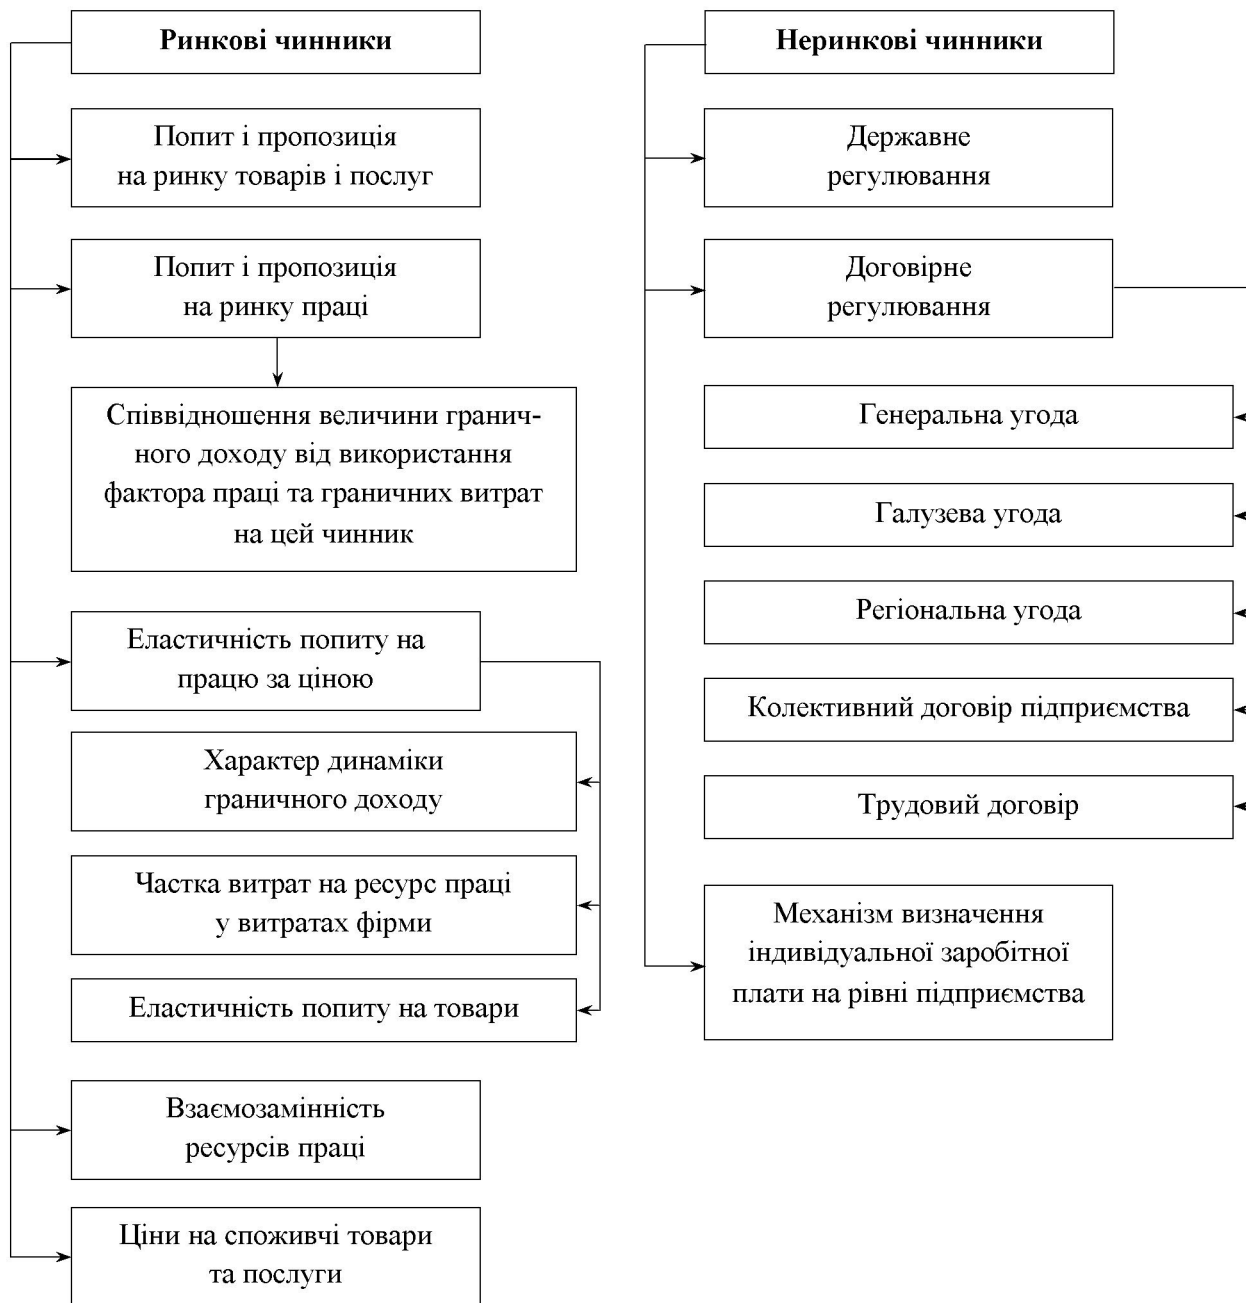 Ринкові чинники
Попит і пропозиція
на ринку товарів і послуг
Попит і пропозиція
на ринку праці
Співвідношення величини гранич-
ного доходу від використання
фактора праці та граничних витрат
на цей чинник
Еластичність попиту на
працю за ціною
Характер динаміки
граничного доходу
Частка витрат на ресурс праці
у витратах фірми
Еластичність попиту на товари
Взаємозамінність
ресурсів праці
Ціни на споживчі товари
та послуги
Неринкові чинники
Державне
регулювання
Договірне
регулювання
Генеральна угода
Галузева угода
Регіональна угода
Колективний договір підприємства
Трудовий договір
Механізм визначення
індивідуальної заробітної
плати на рівні підприємства